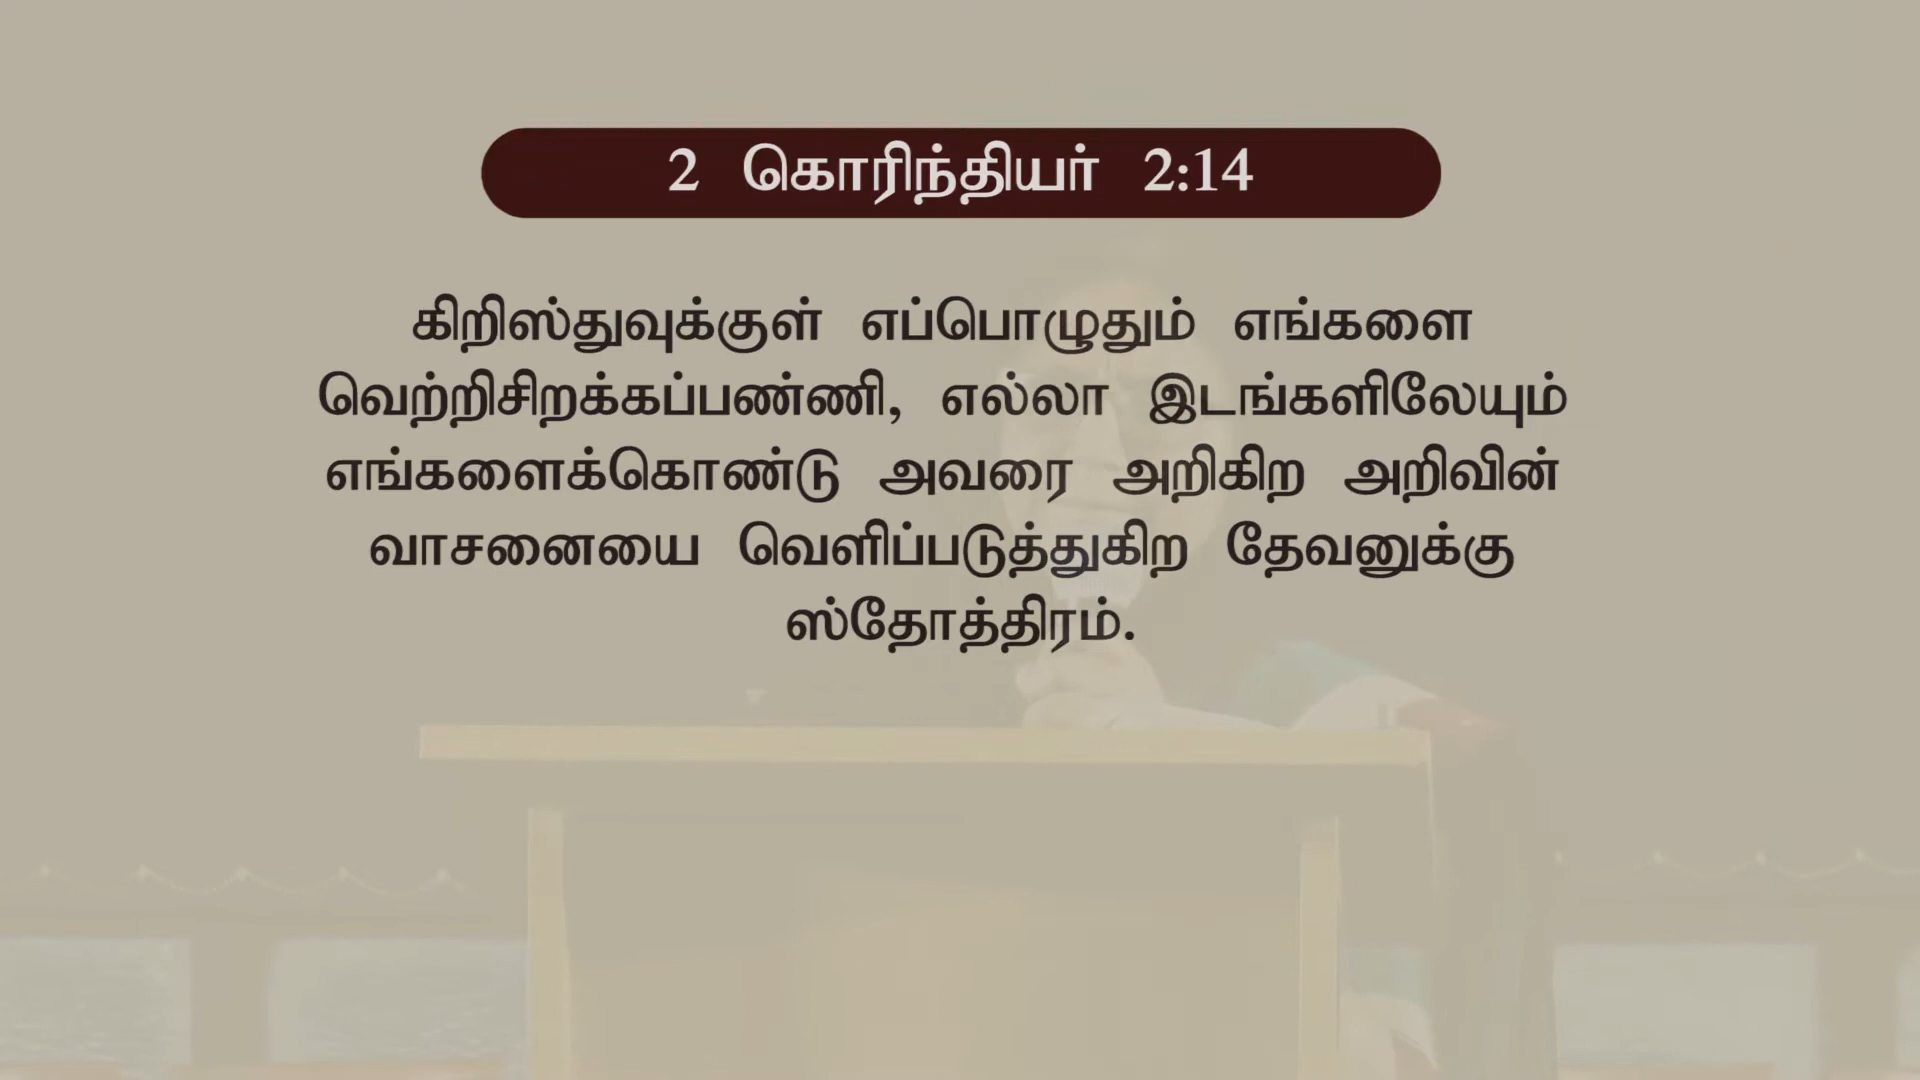 2 கொரிந்தியர் 2:14
கிறிஸ்துவுக்குள் எப்பொழுதும் எங்களை
வெற்றிசிறக்கப்பண்ணி, எல்லா இடங்களிலேயும்
எங்களைக்கொண்டு அவரை அறிகிற அறிவின்
வாசனையை வெளிப்படுத்துகிற தேவனுக்கு
ஸ்தோத்திரம்.